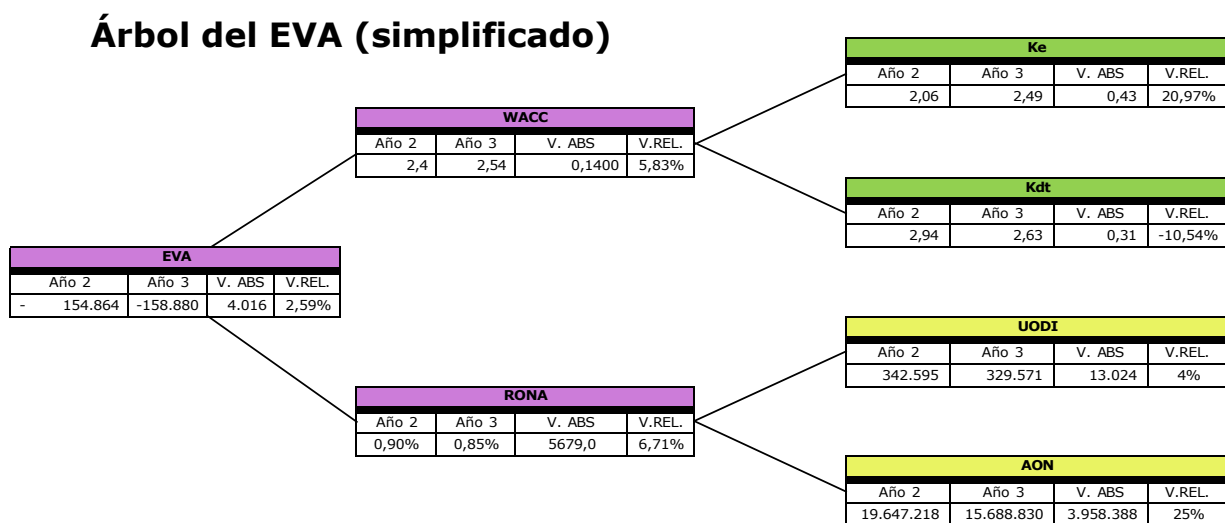 Árbol del EVA (simplificado)
Ke
Año 2 Año 3 V. ABS V.REL.
2,06 2,49 0,43 20,97%
WACC
Año 2 Año 3 V. ABS V.REL.
2,4 2,54 0,1400 5,83%
Kdt
Año 2 Año 3 V. ABS V.REL.
2,94 2,63 0,31 -10,54%
EVA
Año 2 Año 3 V. ABS V.REL.
- 154.864 -158.880 4.016 2,59%
UODI
Año 2 Año 3 V. ABS V.REL.
342.595 329.571 13.024 4%
RONA
Año 2 Año 3 V. ABS V.REL.
0,90% 0,85% 5679,0 6,71%
AON
Año 2 Año 3 V. ABS V.REL.
19.647.218 15.688.830 3.958.388 25%